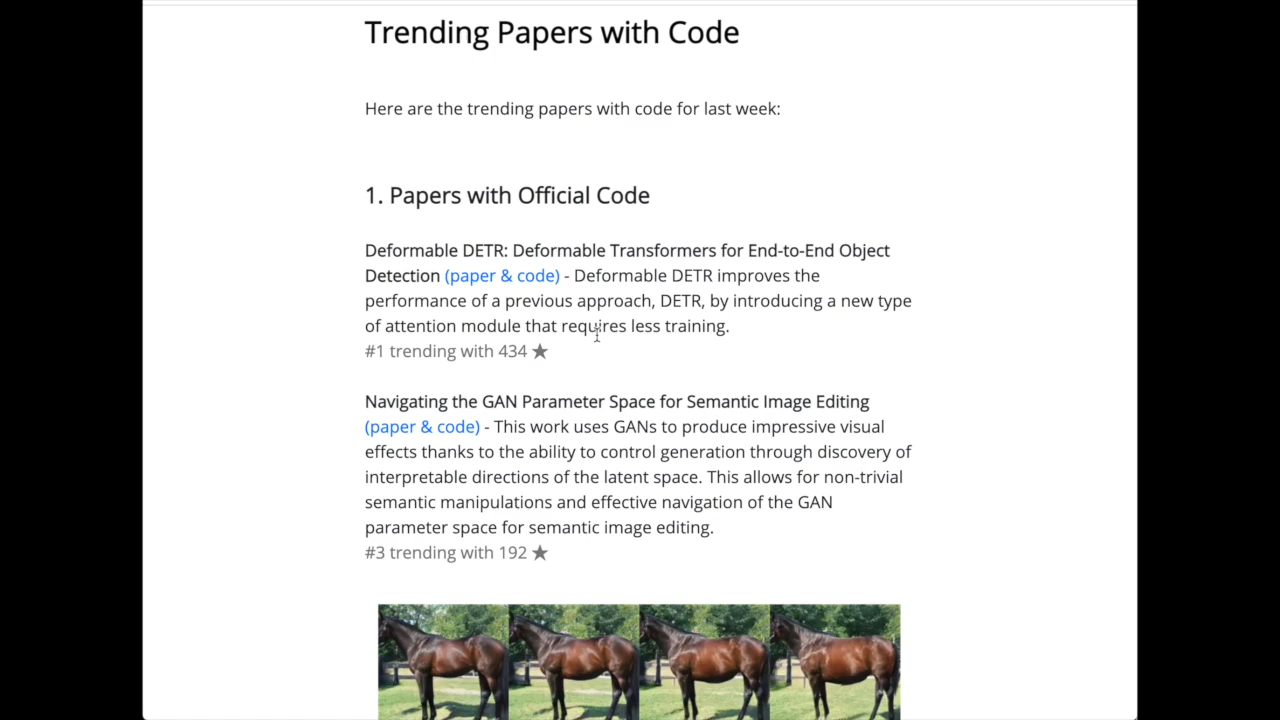 Trending Papers with Code
Here are the trending papers with code for last week:
1. Papers with Official Code
Deformable DETR: Deformable Transformers for End-to-End Object
Detection (paper & code) - Deformable DETR improves the
performance of a previous approach, DETR, by introducing a new type
of attention module that requires less training.
#1 trending with 434 ★
Navigating the GAN Parameter Space for Semantic Image Editing
(paper & code) - This work uses GANs to produce impressive visual
effects thanks to the ability to control generation through discovery of
interpretable directions of the latent space. This allows for non-trivial
semantic manipulations and effective navigation of the GAN
parameter space for semantic image editing.
#3 trending with 192 ★